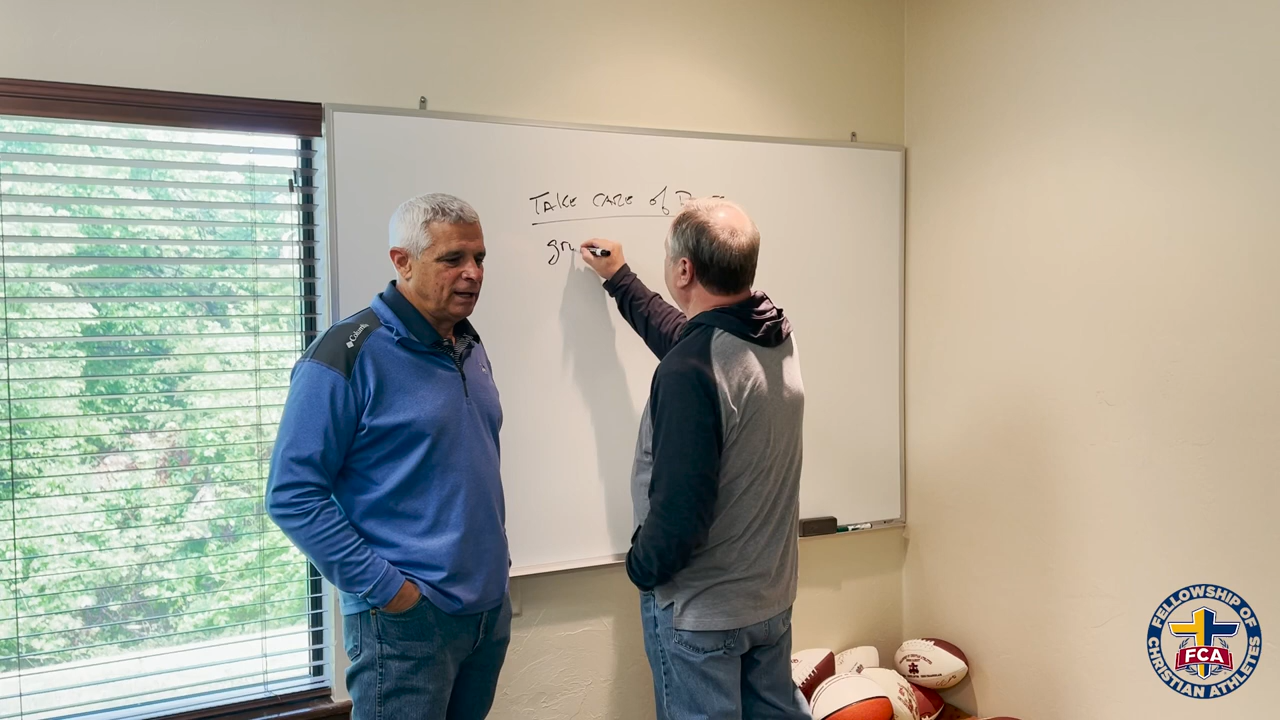 TAKE CARE of
Columbia
FELLOWSHIP OF
CHRISTIAN ATHLETES
FCA